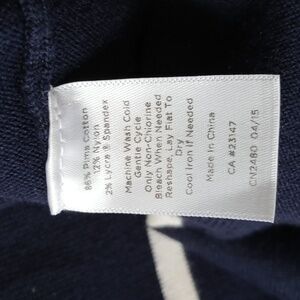 86% Pima Cotton
12% Nylon
2% Lycra ® Spandex
Machine Wash Cold
Gentle Cycle
Only Non-Chlorine
Bleach When Needed
Reshape, Lay Flat To
Dry
Cool Iron If Needed
Made In China
CA #23147
CN2480 04/15